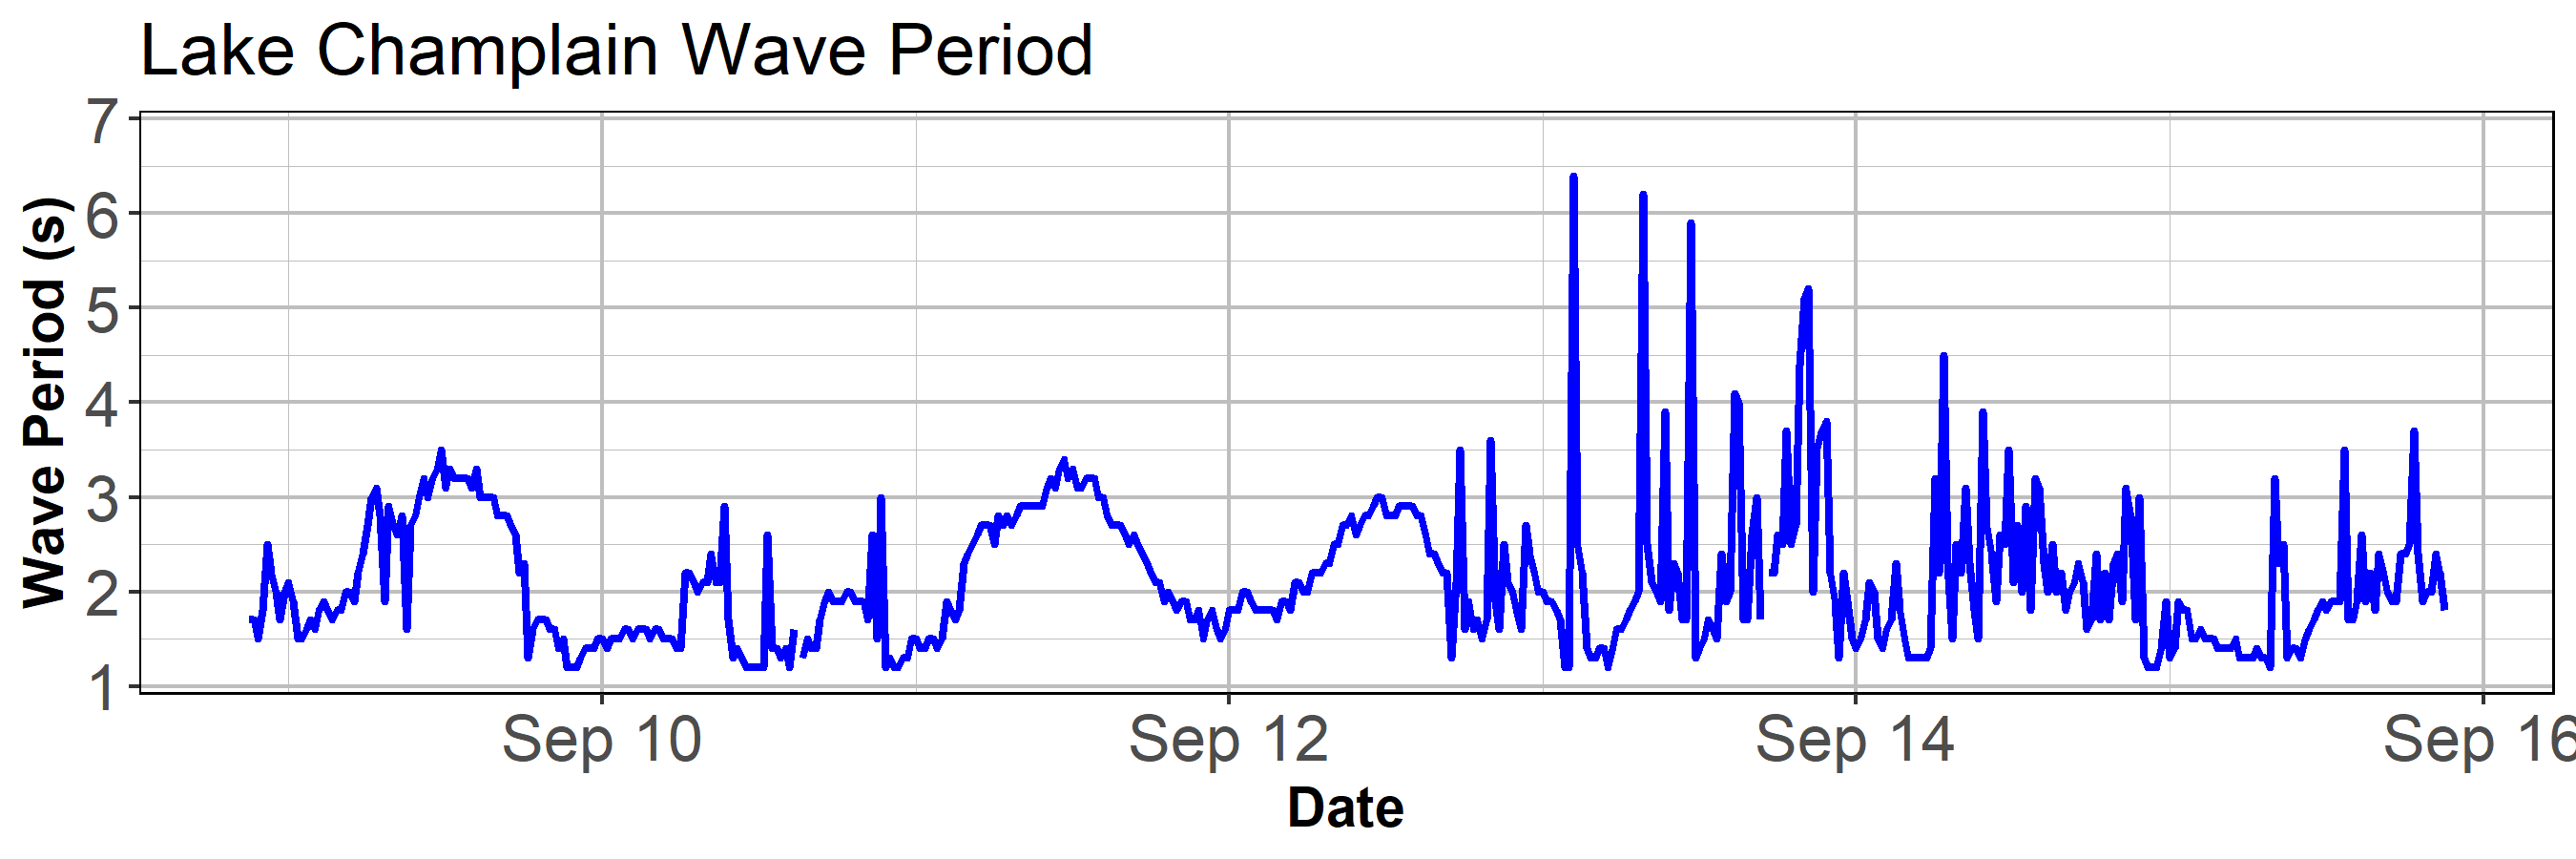 Lake Champlain Wave Period
Wave Period (s)
7
6
5
4
3
2
1
Sep 10
Sep 12
Sep 14
Sep 16
Date